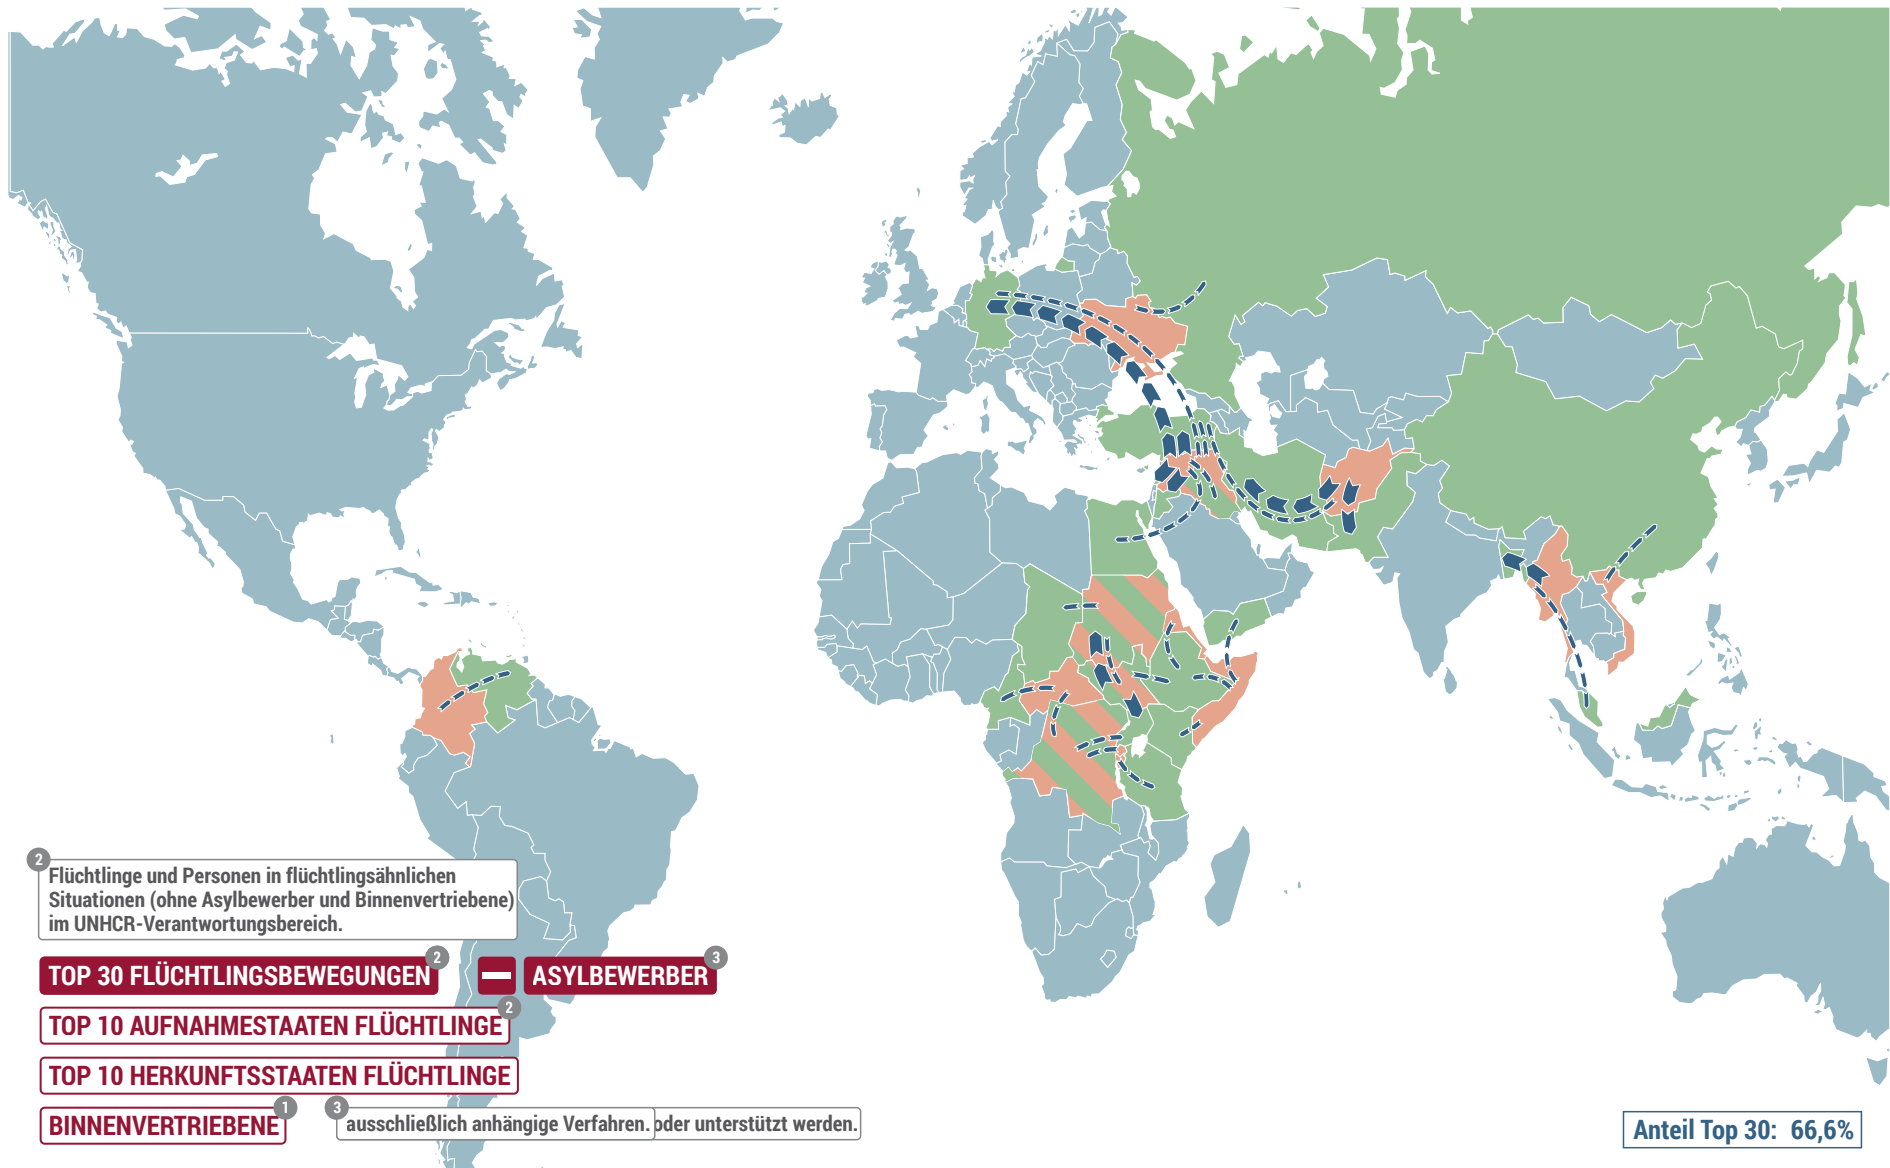 2
Flüchtlinge und Personen in flüchtlingsähnlichen
Situationen (ohne Asylbewerber und Binnenvertriebene)
im UNHCR-Verantwortungsbereich.
TOP 30 FLÜCHTLINGSBEWEGUNGEN 2
ASYLBEWERBER 3
TOP 10 AUFNAHMESTAATEN FLÜCHTLINGE 2
TOP 10 HERKUNFTSSTAATEN FLÜCHTLINGE
BINNENVERTRIEBENE 1
3 ausschließlich anhängige Verfahren. oder unterstützt werden.
Anteil Top 30: 66,6%